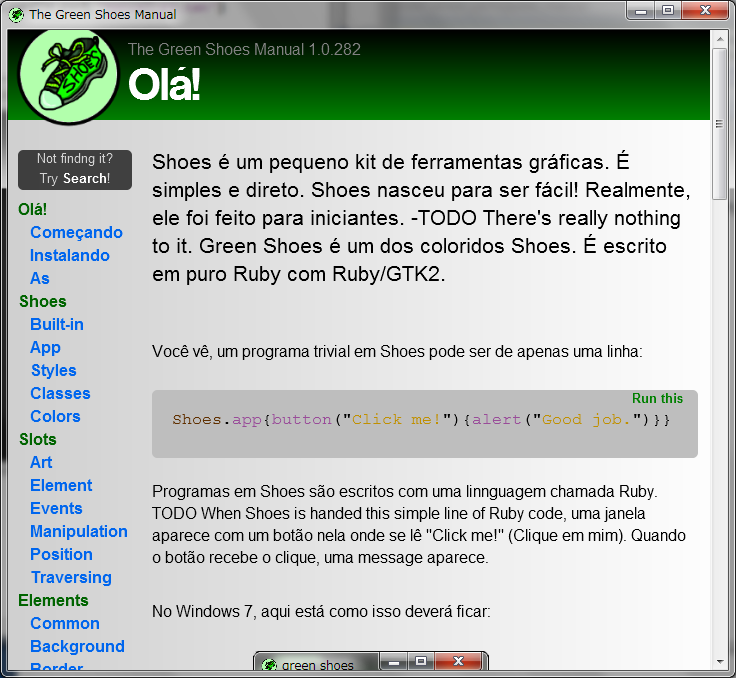 The Green Shoes Manual
The Green Shoes Manual 1.0.282
Olá!
Not findng it?
Try Search!
Olá!
Começando
Instalando
As
Shoes
Built-in
App
Styles
Classes
Colors
Slots
Art
Element
Events
Manipulation
Position
Traversing
Elements
Common
Background
Border
Shoes é um pequeno kit de ferramentas gráficas. É
simples e direto. Shoes nasceu para ser fácil! Realmente,
ele foi feito para iniciantes. -TODO There's really nothing
to it. Green Shoes é um dos coloridos Shoes. É escrito
em puro Ruby com Ruby/GTK2.
Você vê, um programa trivial em Shoes pode ser de apenas uma linha:
Run this
Shoes.app{button("Click me!"){alert("Good job.")}}
Programas em Shoes são escritos com uma linnguagem chamada Ruby.
TODO When Shoes is handed this simple line of Ruby code, uma janela
aparece com um botão nela onde se lê "Click me!" (Clique em mim). Quando
o botão recebe o clique, uma message aparece.
No Windows 7, aqui está como isso deverá ficar:
green shoes